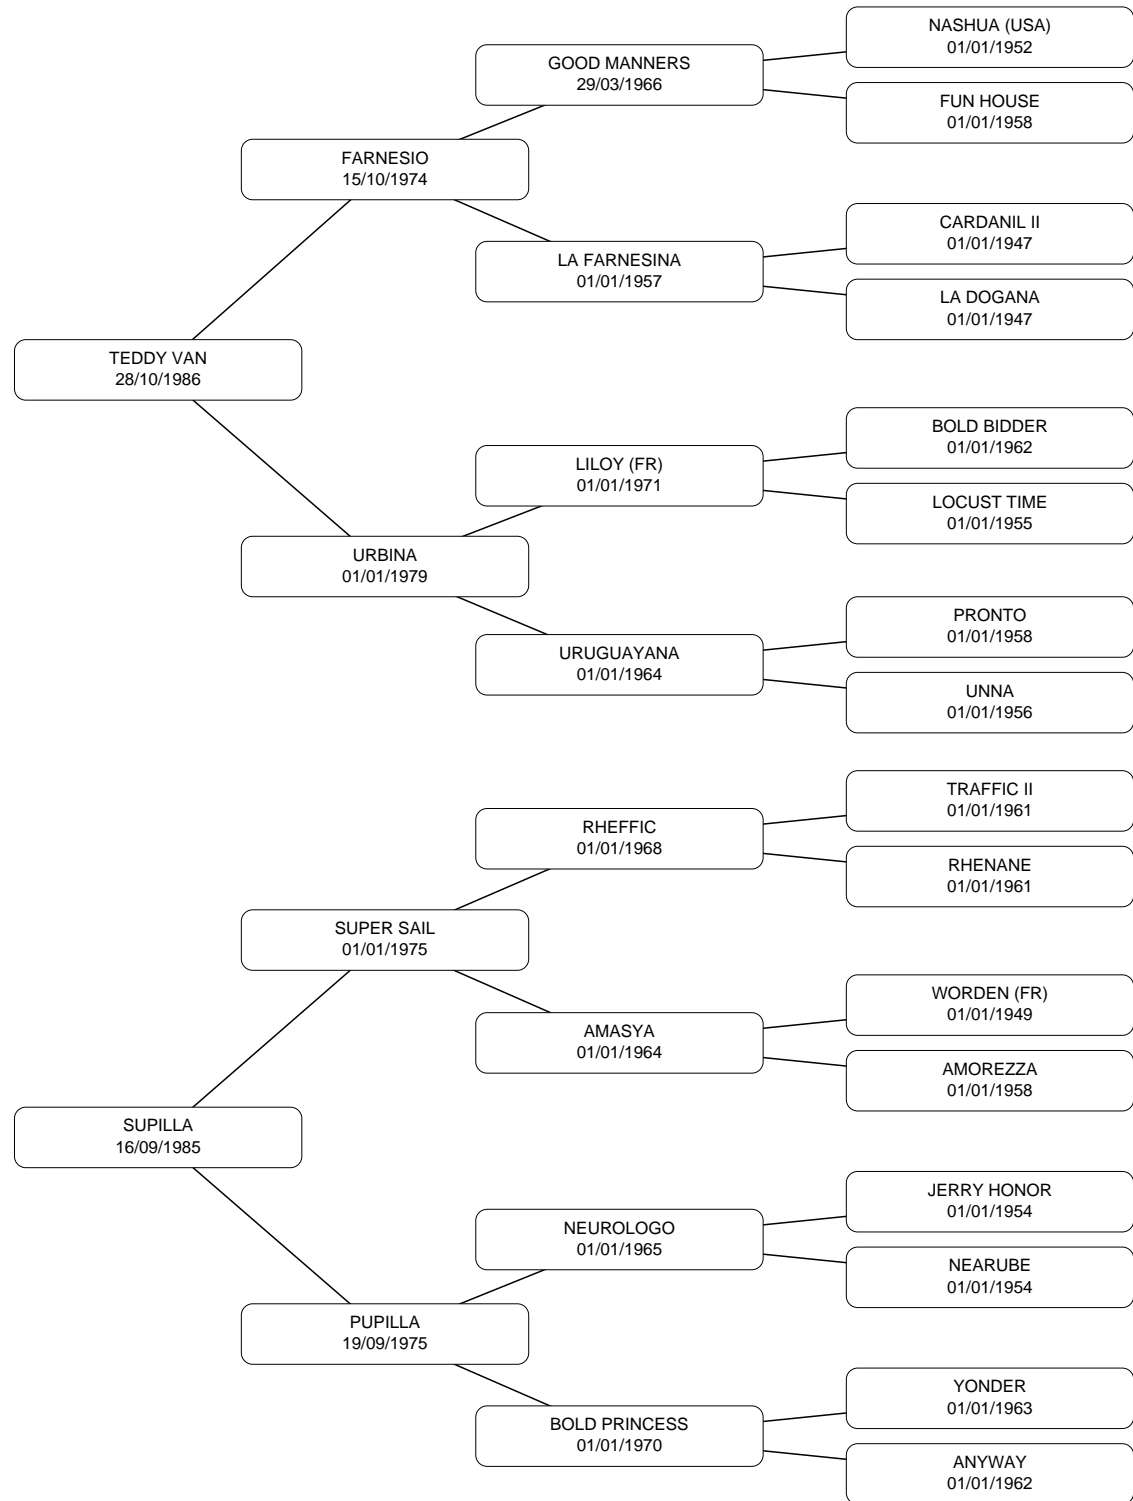 NASHUA (USA)
01/01/1952
GOOD MANNERS
29/03/1966
FUN HOUSE
01/01/1958
FARNESIO
15/10/1974
CARDANIL II
01/01/1947
LA FARNESINA
01/01/1957
LA DOGANA
01/01/1947
TEDDY VAN
28/10/1986
BOLD BIDDER
01/01/1962
LILOY (FR)
01/01/1971
LOCUST TIME
01/01/1955
URBINA
01/01/1979
PRONTO
01/01/1958
URUGUAYANA
01/01/1964
UNNA
01/01/1956
TRAFFIC II
01/01/1961
RHEFFIC
01/01/1968
RHENANE
01/01/1961
SUPER SAIL
01/01/1975
WORDEN (FR)
01/01/1949
AMASYA
01/01/1964
AMOREZZA
01/01/1958
SUPILLA
16/09/1985
JERRY HONOR
01/01/1954
NEUROLOGO
01/01/1965
NEARUBE
01/01/1954
PUPILLA
19/09/1975
YONDER
01/01/1963
BOLD PRINCESS
01/01/1970
ANYWAY
01/01/1962